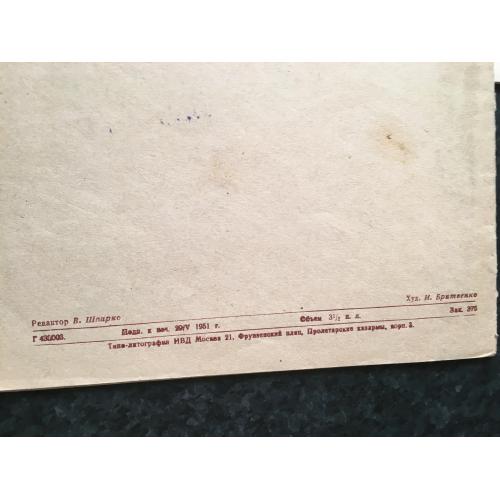 Редактор В. Шпирко
Худ. И. Бритвенко
Г 430003. Подп. к печ. 29/V 1951 г. Объем 3½ п. л. Зак. 375
Типо-литография ИВД Москва 21, Фрунзенский плац, Пролетарские казармы, корп. 3.